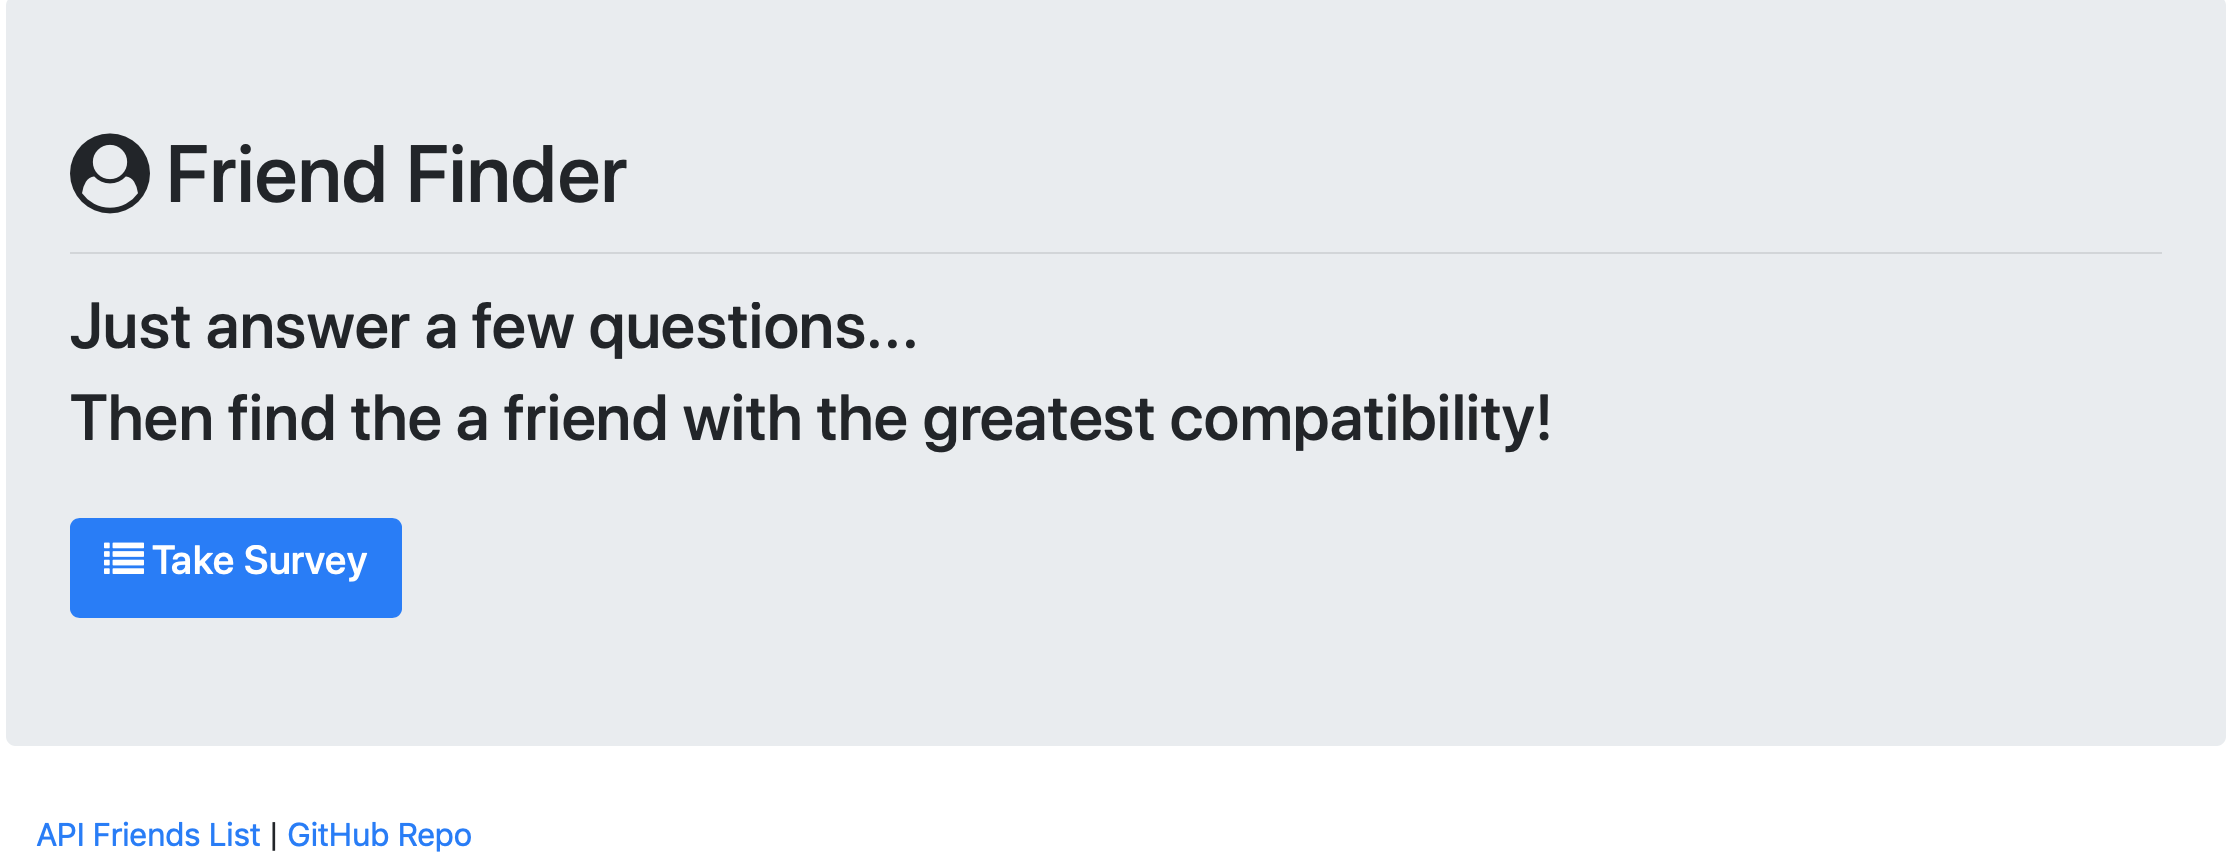 Friend Finder
Just answer a few questions...
Then find the a friend with the greatest compatibility!
Take Survey
API Friends List | GitHub Repo